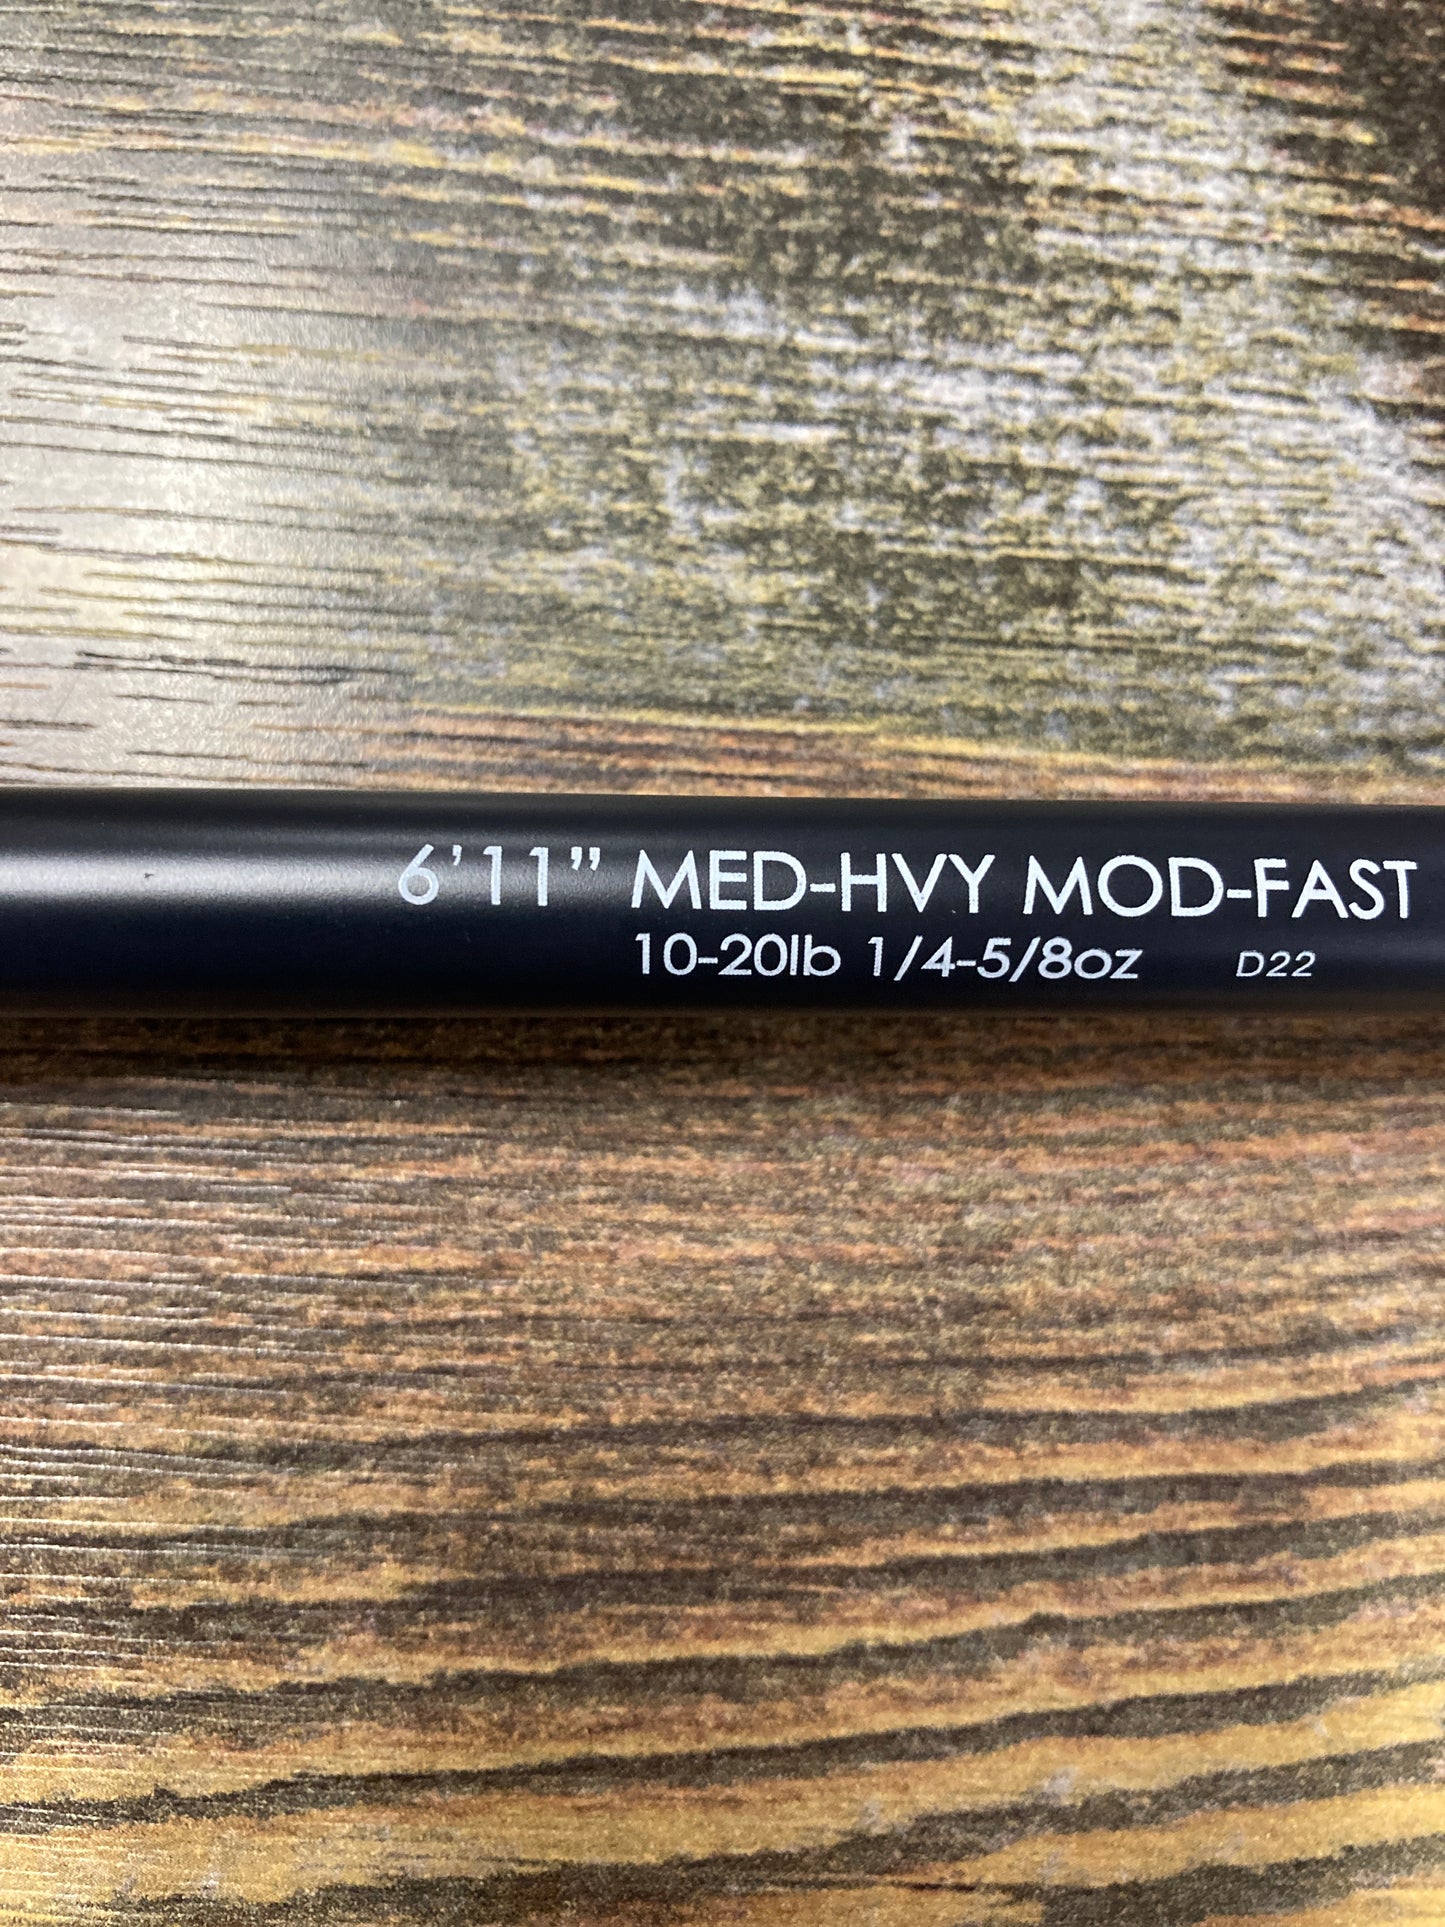 6’11” MED-HVY MOD-FAST
10-20lb 1/4-5/8oz D22